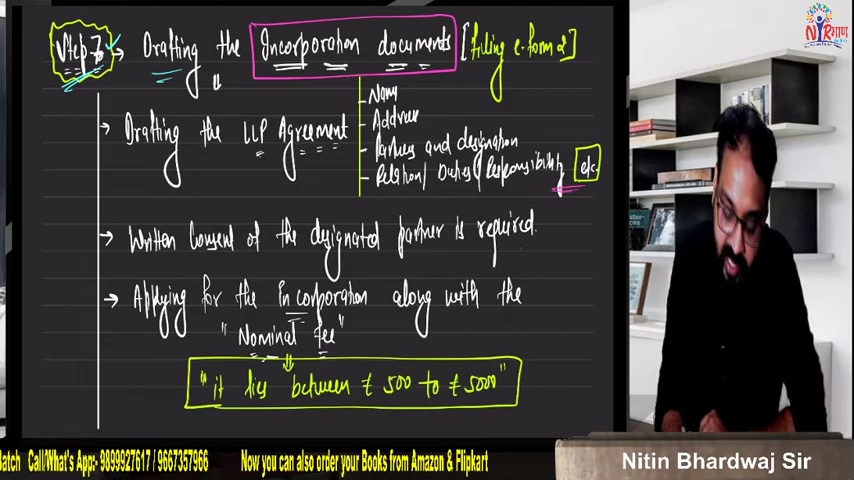 Step 7 → Drafting the Incorporation documents [Filing e-form 2]
→ Drafting the LLP Agreement
- Name
- Address
- Partners and designation
- Relation/ Duties/ Responsibility etc.
→ Written Consent of the designated partner is required.
→ Applying for the Incorporation along with the
"Nominal Fee"
"it lies between ₹ 500 to ₹ 5000"
Match Call/What's App:- 9899927617 / 9667357966 Now you can also order your Books from Amazon & Flipkart
Nitin Bhardwaj Sir